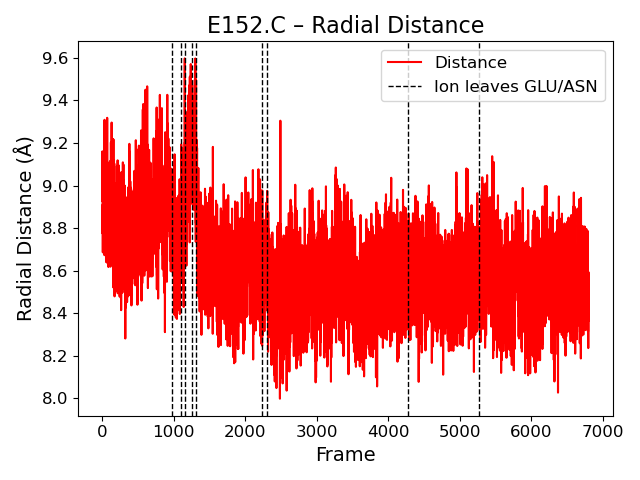 E152.C – Radial Distance
Distance
Ion leaves GLU/ASN
Radial Distance (Å)
9.6
9.4
9.2
9.0
8.8
8.6
8.4
8.2
8.0
0 1000 2000 3000 4000 5000 6000 7000
Frame